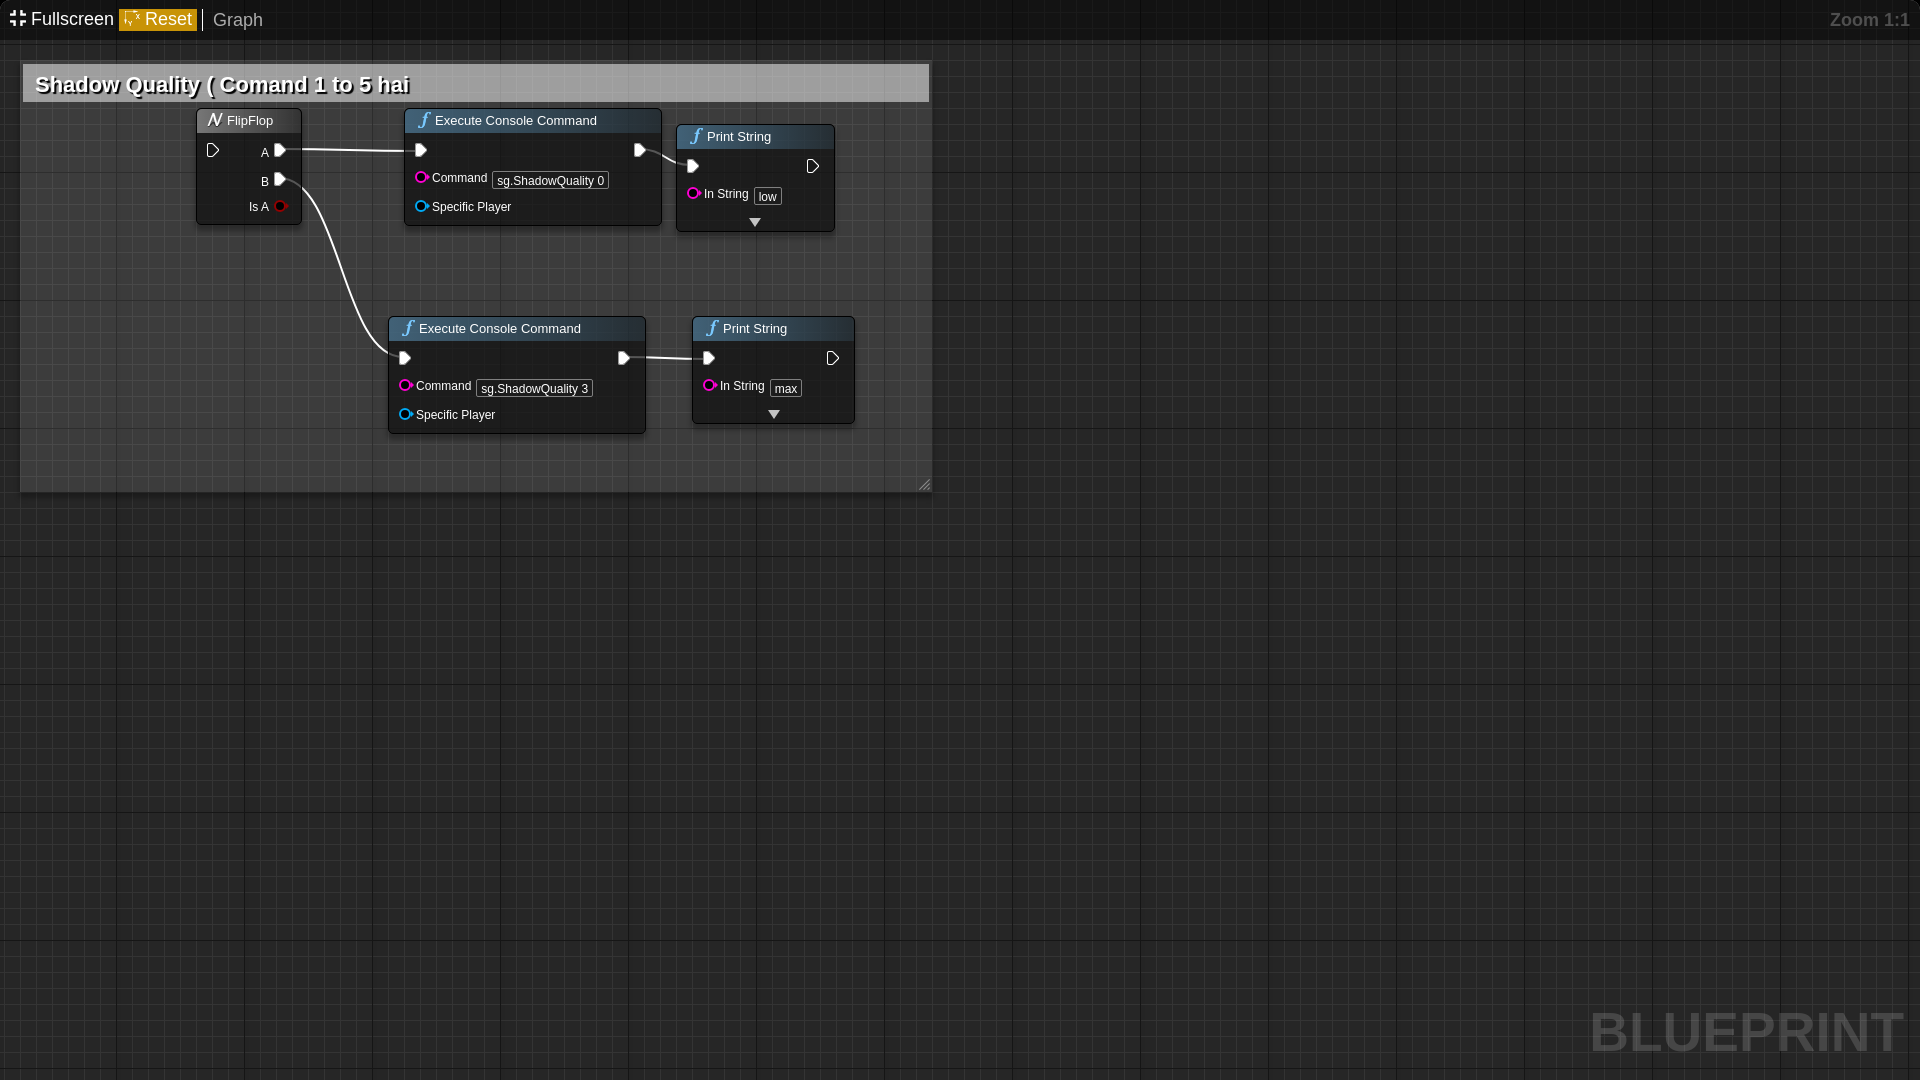 Fullscreen Reset Graph Zoom 1:1
Shadow Quality ( Comand 1 to 5 hai
FlipFlop
A
B
Is A
Execute Console Command
Command sg.ShadowQuality 0
Specific Player
Print String
In String low
Execute Console Command
Command sg.ShadowQuality 3
Specific Player
Print String
In String max
BLUEPRINT